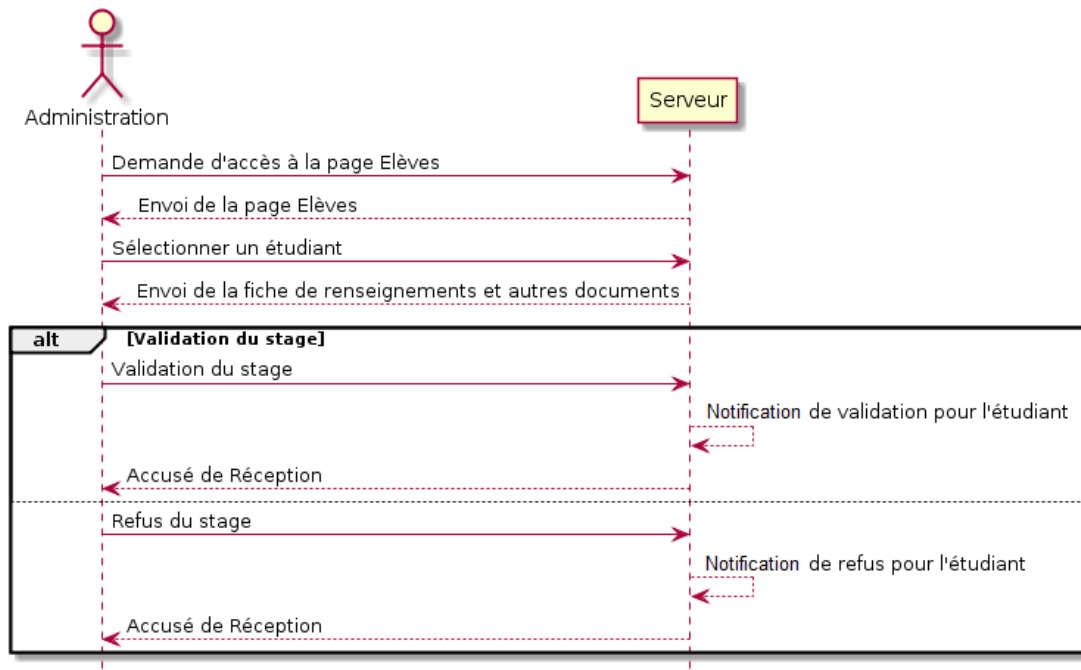 Administration
Serveur
Demande d'accès à la page Elèves
Envoi de la page Elèves
Sélectionner un étudiant
Envoi de la fiche de renseignements et autres documents
alt
[Validation du stage]
Validation du stage
Notification de validation pour l'étudiant
Accusé de Réception
Refus du stage
Notification de refus pour l'étudiant
Accusé de Réception